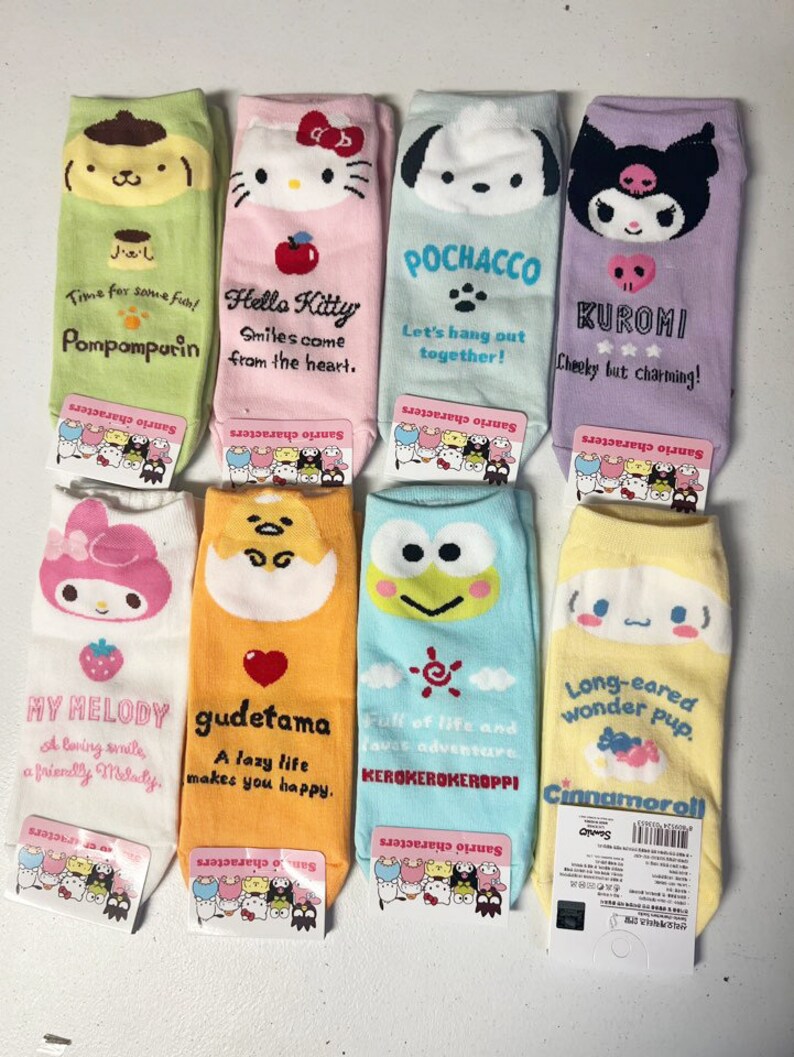 Time for some fun!
Pompompurin
Sanrio characters
Hello Kitty
Smiles come
from the heart.
Sanrio characters
POCHACCO
Let's hang out
together!
Sanrio characters
KUROMI
Cheeky but charming!
Sanrio characters
MY MELODY
A loving smile,
a friendly Melody.
Sanrio characters
gudetama
A lazy life
makes you happy.
Sanrio characters
Full of life and
loves adventure
KEROKEROKEROPPI
Sanrio characters
Long-eared
wonder pup.
Cinnamoroll
Sanrio
8809524033653